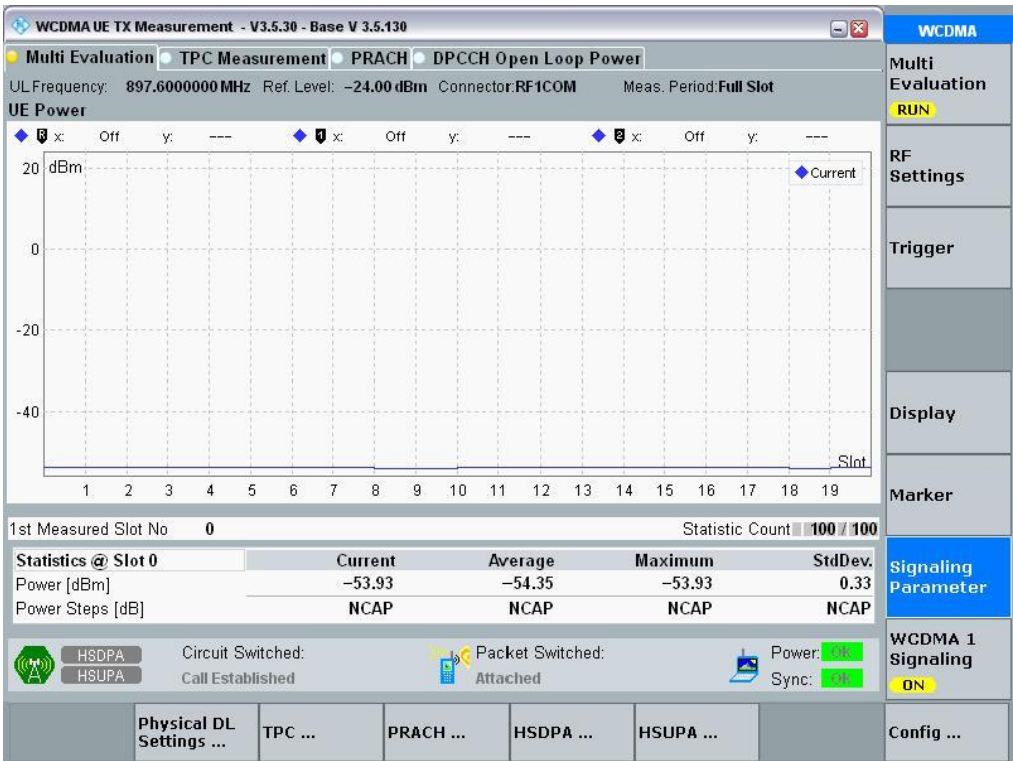 WCDMA UE TX Measurement - V3.5.30 - Base V 3.5.130
WCDMA
Multi Evaluation TPC Measurement PRACH DPCCH Open Loop Power
UL Frequency: 897.6000000 MHz Ref. Level: −24.00 dBm Connector:RF1COM Meas. Period:Full Slot
UE Power
Multi
Evaluation
RUN
R x: Off y: --- 1 x: Off y: --- 2 x: Off y: ---
20 dBm
Current
0
-20
-40
Slot
1 2 3 4 5 6 7 8 9 10 11 12 13 14 15 16 17 18 19
RF
Settings
Trigger
Display
Marker
1st Measured Slot No 0 Statistic Count 100 / 100
Statistics @ Slot 0 Current Average Maximum StdDev.
Power [dBm] −53.93 −54.35 −53.93 0.33
Power Steps [dB] NCAP NCAP NCAP NCAP
Signaling
Parameter
HSDPA Circuit Switched: Packet Switched: Power: OK
HSUPA Call Established Attached Sync: OK
WCDMA 1
Signaling
ON
Physical DL
Settings ...
TPC ...
PRACH ...
HSDPA ...
HSUPA ...
Config ...